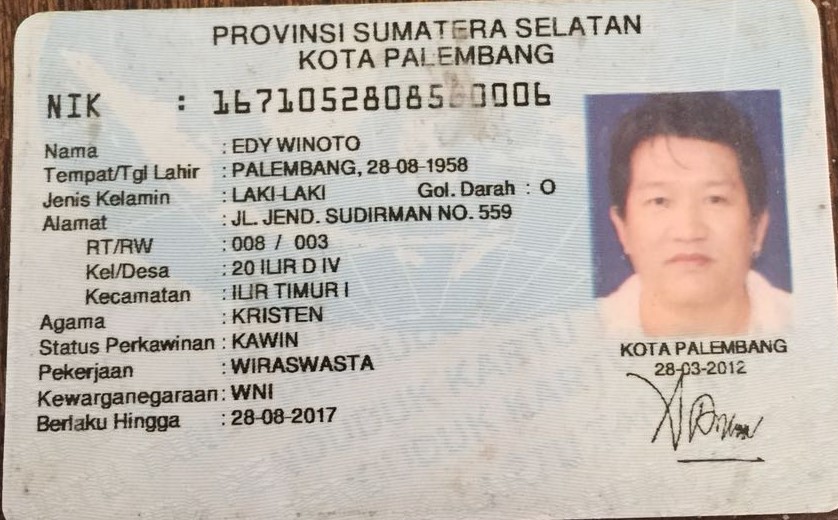 PROVINSI SUMATERA SELATAN
KOTA PALEMBANG
NIK :
Nama : EDY WINOTO
Tempat/Tgl Lahir : PALEMBANG, 28-08-1958
Jenis Kelamin : LAKI-LAKI Gol. Darah : O
Alamat : JL. JEND. SUDIRMAN NO. 559
RT/RW : 008 / 003
Kel/Desa : 20 ILIR D IV
Kecamatan : ILIR TIMUR I
Agama : KRISTEN
Status Perkawinan : KAWIN
Pekerjaan : WIRASWASTA
Kewarganegaraan : WNI
Berlaku Hingga : 28-08-2017
KOTA PALEMBANG
28-03-2012